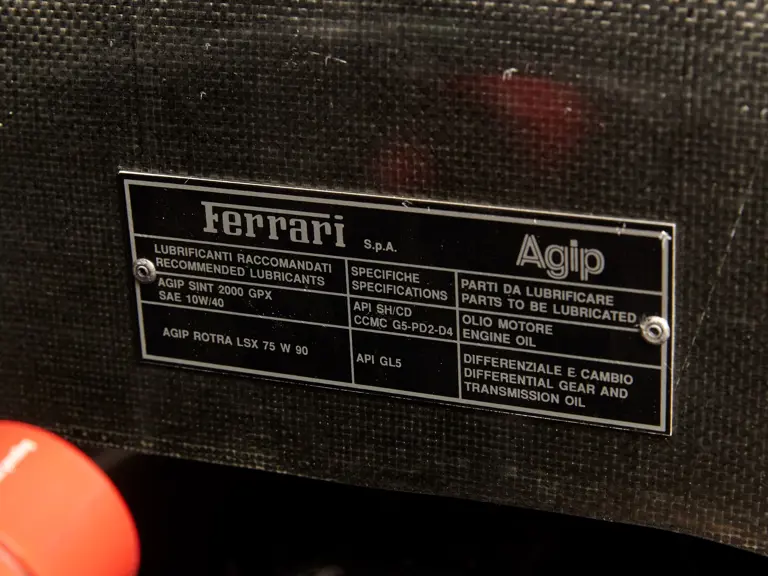 Ferrari S.p.A. Agip
LUBRIFICANTI RACCOMANDATI
RECOMMENDED LUBRICANTS
SPECIFICHE
SPECIFICATIONS
PARTI DA LUBRIFICARE
PARTS TO BE LUBRICATED
AGIP SINT 2000 GPX
SAE 10W/40
API SH/CD
CCMC G5-PD2-D4
OLIO MOTORE
ENGINE OIL
AGIP ROTRA LSX 75 W 90
API GL5
DIFFERENZIALE E CAMBIO
DIFFERENTIAL GEAR AND
TRANSMISSION OIL